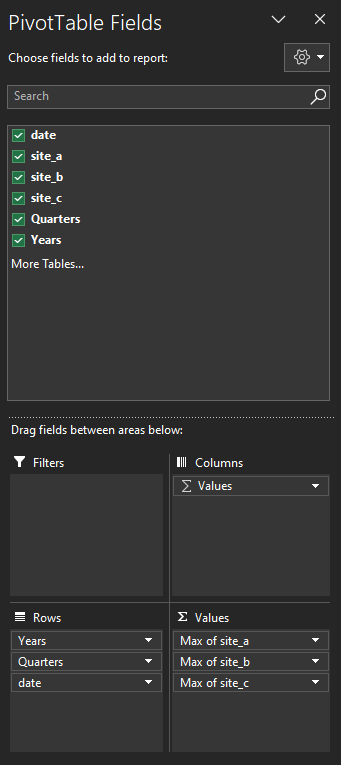 PivotTable Fields
Choose fields to add to report:
Search
date
site_a
site_b
site_c
Quarters
Years
More Tables...
Drag fields between areas below:
Filters
Columns
Σ Values
Rows
Σ Values
Years
Max of site_a
Quarters
Max of site_b
date
Max of site_c